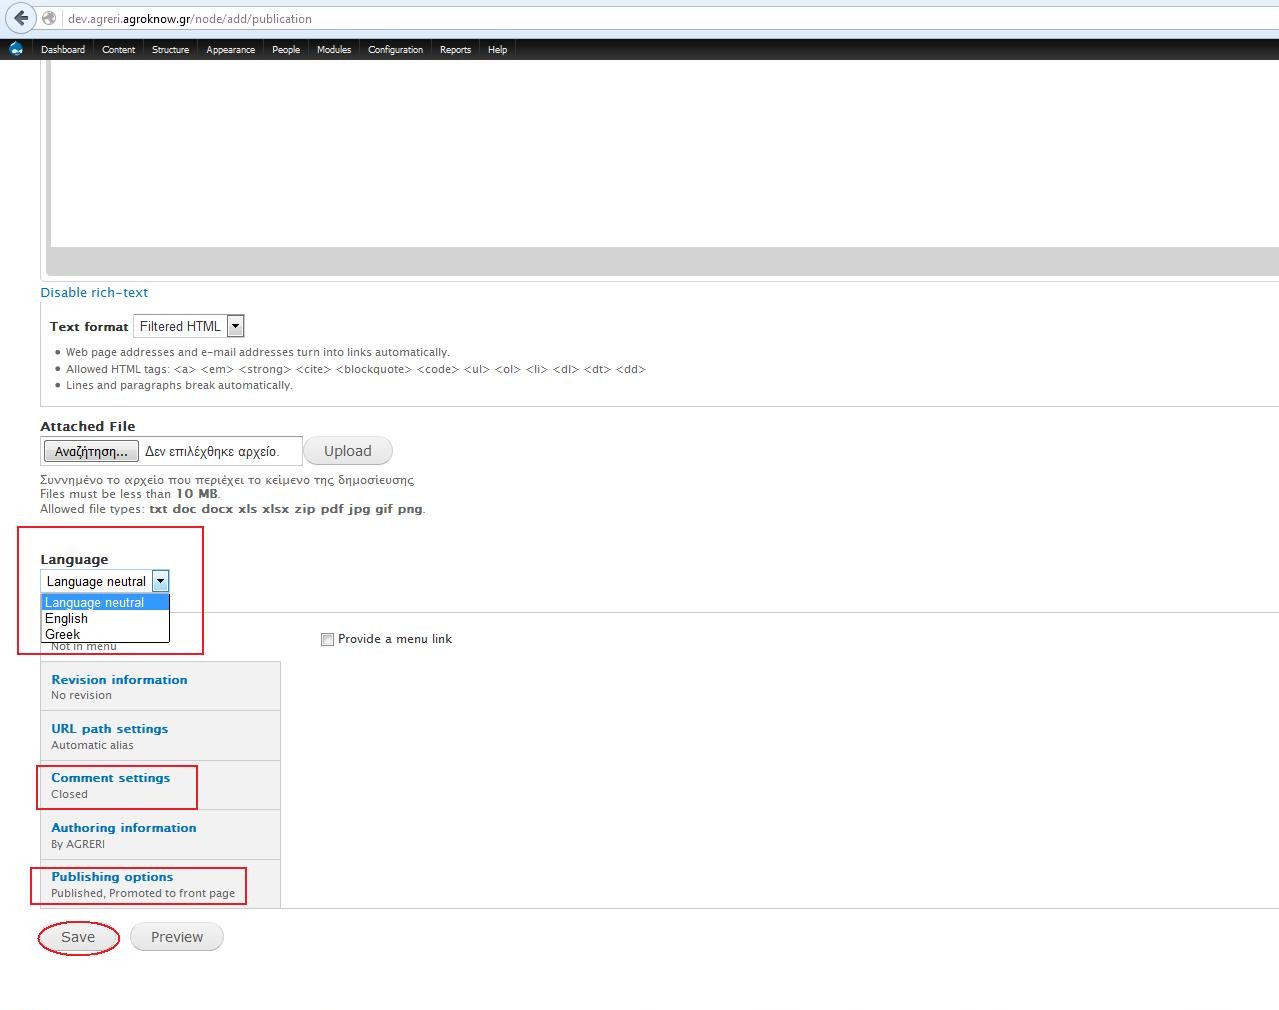 dev.agreri.agroknow.gr/node/add/publication
Dashboard Content Structure Appearance People Modules Configuration Reports Help
Disable rich-text
Text format Filtered HTML
• Web page addresses and e-mail addresses turn into links automatically.
• Allowed HTML tags: <a> <em> <strong> <cite> <blockquote> <code> <ul> <ol> <li> <dl> <dt> <dd>
• Lines and paragraphs break automatically.
Attached File
Αναζήτηση... Δεν επιλέχθηκε αρχείο. Upload
Συννημένο το αρχείο που περιέχει το κείμενο της δημοσίευσης
Files must be less than 10 MB.
Allowed file types: txt doc docx xls xlsx zip pdf jpg gif png.
Language
Language neutral
Language neutral
English
Greek
Not in menu
Provide a menu link
Revision information
No revision
URL path settings
Automatic alias
Comment settings
Closed
Authoring information
By AGRERI
Publishing options
Published, Promoted to front page
Save Preview